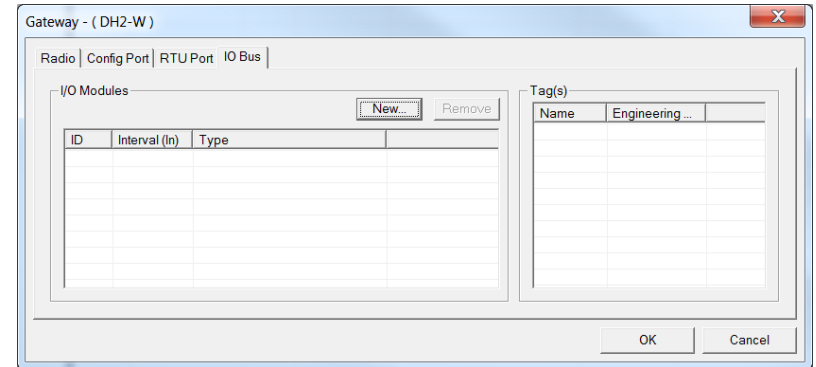 Gateway - ( DH2-W )
Radio Config Port RTU Port IO Bus
I/O Modules
New... Remove
ID Interval (In) Type
Tag(s)
Name Engineering ...
OK Cancel